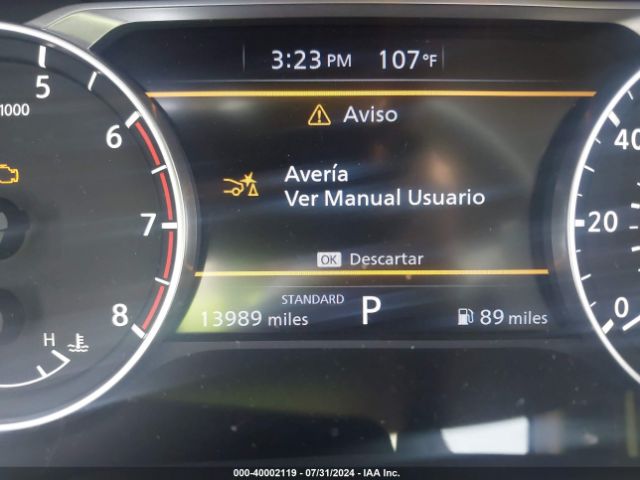 3:23 PM 107°F
Aviso
Avería
Ver Manual Usuario
OK Descartar
STANDARD
13989 miles P 89 miles
5
1000
6
7
8
H
40
20
0
000-40002119 - 07/31/2024 - IAA Inc.